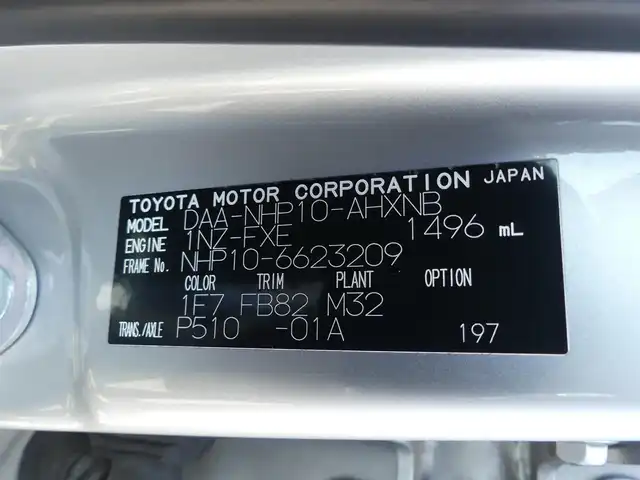 TOYOTA MOTOR CORPORATION JAPAN
MODEL DAA-NHP10-AHXNB
ENGINE 1NZ-FXE 1496 mL
FRAME No. NHP10-6623209
COLOR TRIM PLANT OPTION
1F7 FB82 M32
TRANS./AXLE P510 -01A 197